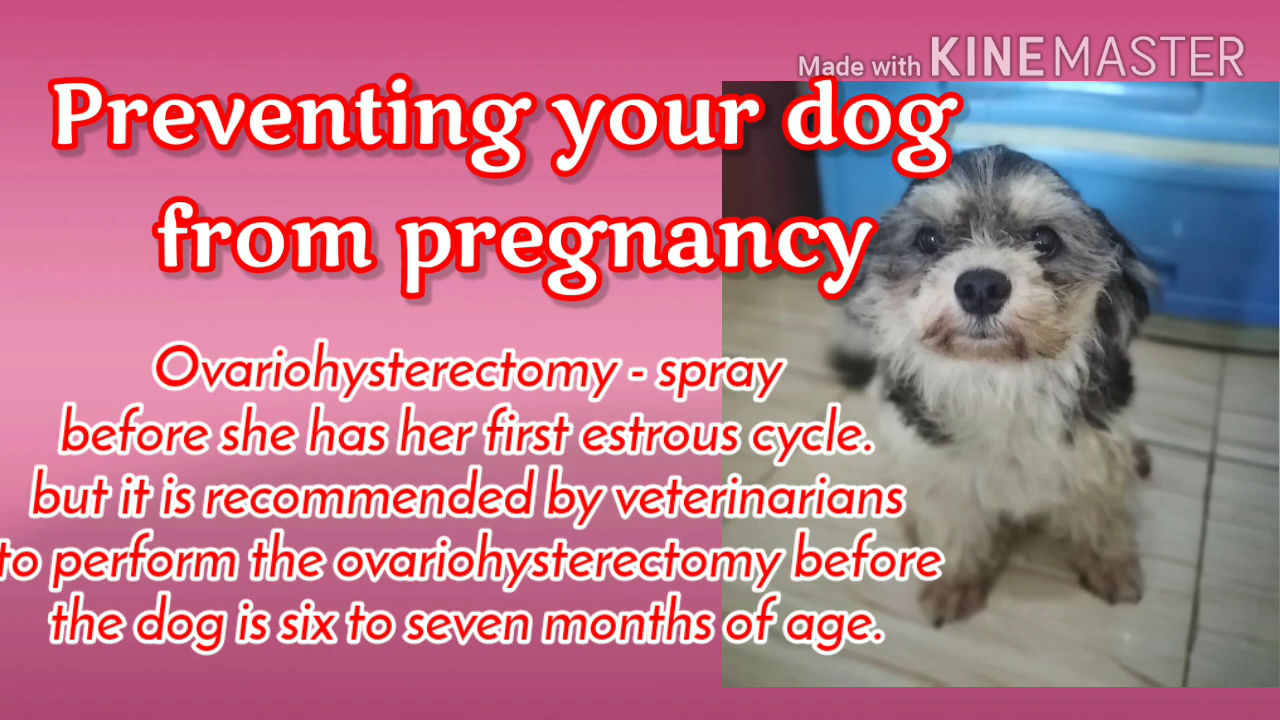 Made with KINEMASTER
Preventing your dog
from pregnancy
Ovariohysterectomy - spray
before she has her first estrous cycle.
but it is recommended by veterinarians
to perform the ovariohysterectomy before
the dog is six to seven months of age.